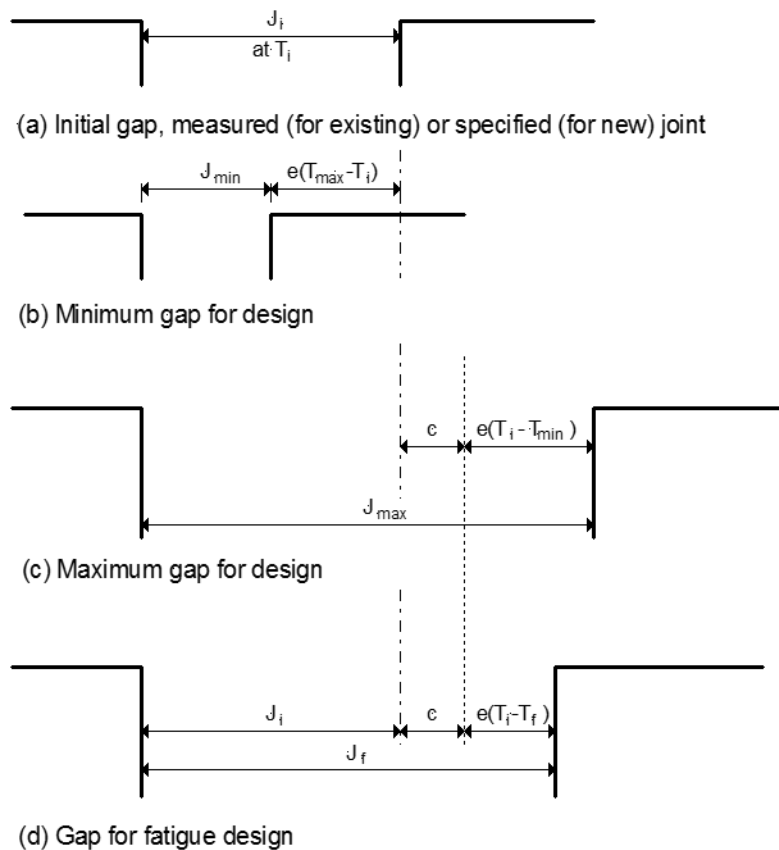 J_i
at T_i
(a) Initial gap, measured (for existing) or specified (for new) joint
J_min e(T_max-T_i)
(b) Minimum gap for design
c e(T_i-T_min)
J_max
(c) Maximum gap for design
J_i c e(T_i-T_f)
J_f
(d) Gap for fatigue design